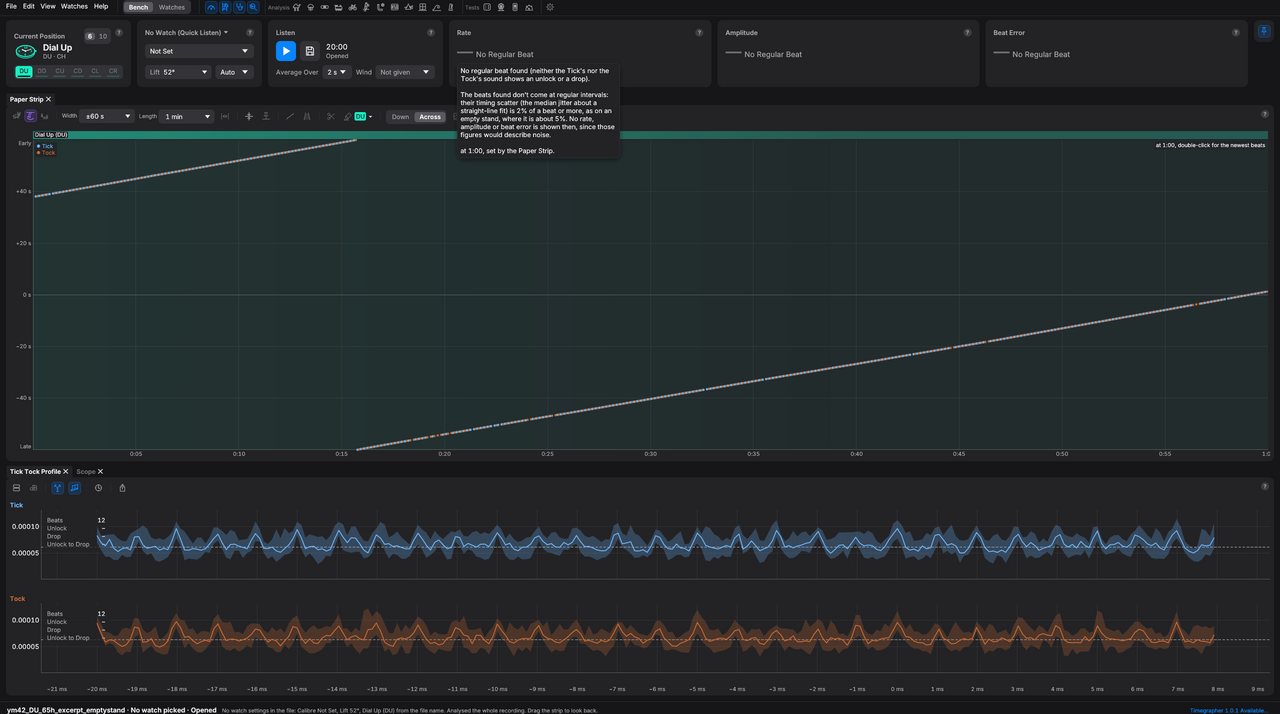 File Edit View Watches Help Bench Watches Analysis Tests
Current Position 6 10 ?
Dial Up
DU · CH
DU DD CU CD CL CR
No Watch (Quick Listen) ?
Not Set
Lift 52° Auto
Listen ?
20:00
Opened
Average Over 2 s Wind Not given
Rate ?
No Regular Beat
Amplitude ?
No Regular Beat
Beat Error ?
No Regular Beat
No regular beat found (neither the Tick's nor the
Tock's sound shows an unlock or a drop).
The beats found don't come at regular intervals:
their timing scatter (the median jitter about a
straight-line fit) is 2% of a beat or more, as on an
empty stand, where it is about 5%. No rate,
amplitude or beat error is shown then, since those
figures would describe noise.
at 1:00, set by the Paper Strip.
Paper Strip
Width ±60 s Length 1 min DU Down Across ?
Dial Up (DU)
Early
Tick
Tock
at 1:00, double-click for the newest beats
+40 s
+20 s
0 s
−20 s
−40 s
Late
0:05 0:10 0:15 0:20 0:25 0:30 0:35 0:40 0:45 0:50 0:55 1:0
Tick Tock Profile Scope
?
Tick
Beats 12
Unlock –
Drop –
Unlock to Drop –
0.00010
0.00005
Tock
Beats 12
Unlock –
Drop –
Unlock to Drop –
0.00010
0.00005
−21 ms −20 ms −19 ms −18 ms −17 ms −16 ms −15 ms −14 ms −13 ms −12 ms −11 ms −10 ms −9 ms −8 ms −7 ms −6 ms −5 ms −4 ms −3 ms −2 ms −1 ms 0 ms 1 ms 2 ms 3 ms 4 ms 5 ms 6 ms 7 ms 8 ms 9 ms
ym42_DU_65h_excerpt_emptystand · No watch picked · Opened No watch settings in the file: Calibre Not Set, Lift 52°, Dial Up (DU) from the file name. Analysed the whole recording. Drag the strip to look back. Timegrapher 1.0.1 Available...